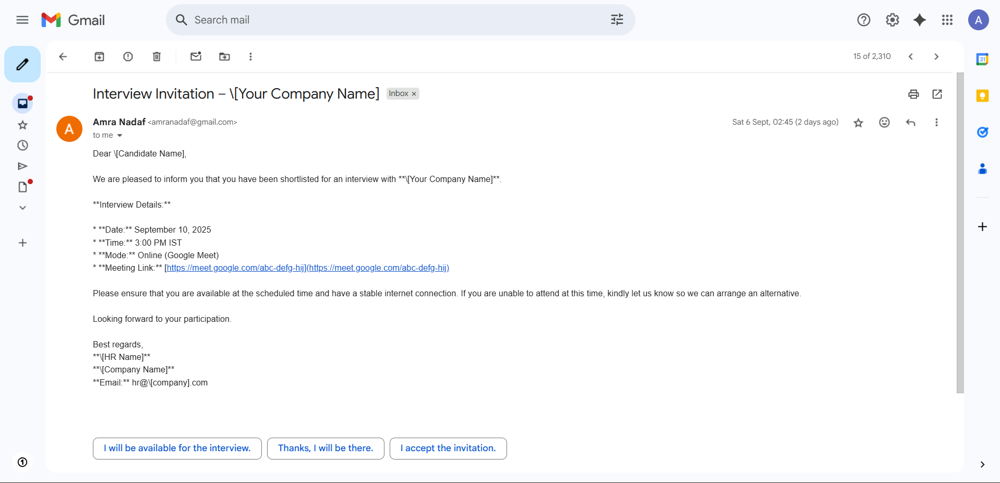 Gmail
Search mail
A
15 of 2,310
31
Interview Invitation – \[Your Company Name]
Inbox ×
A
Amra Nadaf <amranadaf@gmail.com>
Sat 6 Sept, 02:45 (2 days ago)
to me
Dear \[Candidate Name],
We are pleased to inform you that you have been shortlisted for an interview with **\[Your Company Name]**.
**Interview Details:**
* **Date:** September 10, 2025
* **Time:** 3:00 PM IST
* **Mode:** Online (Google Meet)
* **Meeting Link:** [https://meet.google.com/abc-defg-hij](https://meet.google.com/abc-defg-hij)
Please ensure that you are available at the scheduled time and have a stable internet connection. If you are unable to attend at this time, kindly let us know so we can arrange an alternative.
Looking forward to your participation.
Best regards,
**\[HR Name]**
**\[Company Name]**
**Email:** hr@\[company].com
I will be available for the interview.
Thanks, I will be there.
I accept the invitation.
1